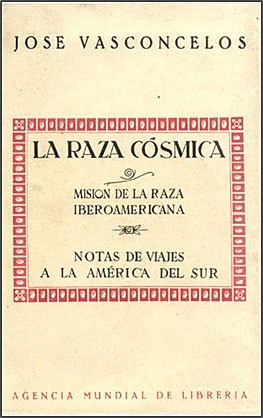 JOSE VASCONCELOS
LA RAZA CÓSMICA
MISION DE LA RAZA
IBEROAMERICANA
NOTAS DE VIAJES
A LA AMÉRICA DEL SUR
AGENCIA MUNDIAL DE LIBRERIA